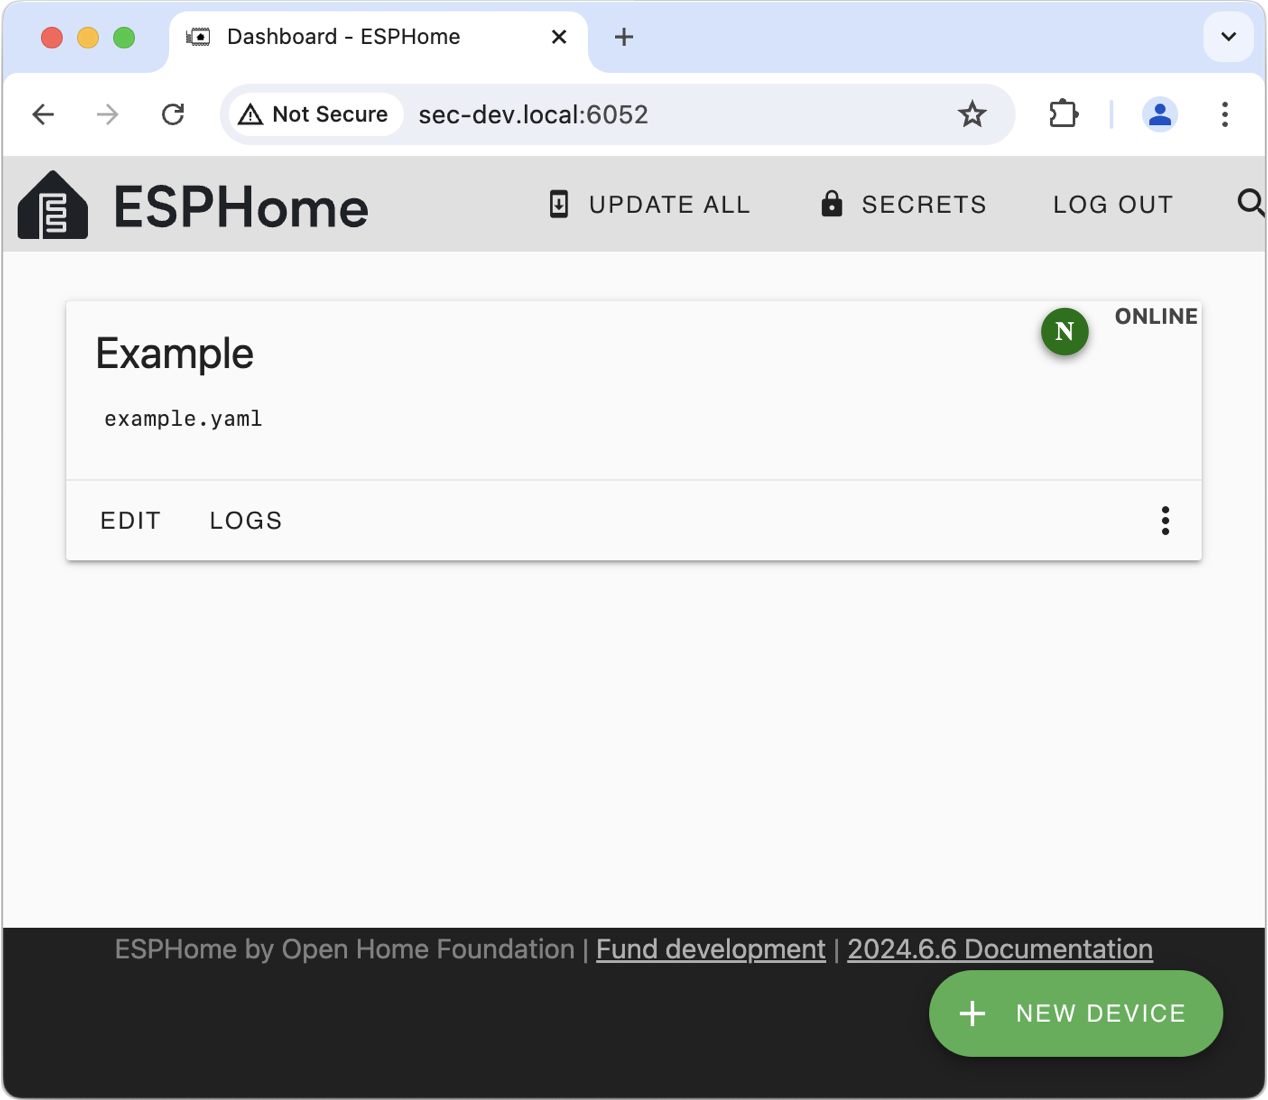 Dashboard - ESPHome
Not Secure sec-dev.local:6052
ESPHome UPDATE ALL SECRETS LOG OUT
N ONLINE
Example
example.yaml
EDIT LOGS
ESPHome by Open Home Foundation | Fund development | 2024.6.6 Documentation
NEW DEVICE